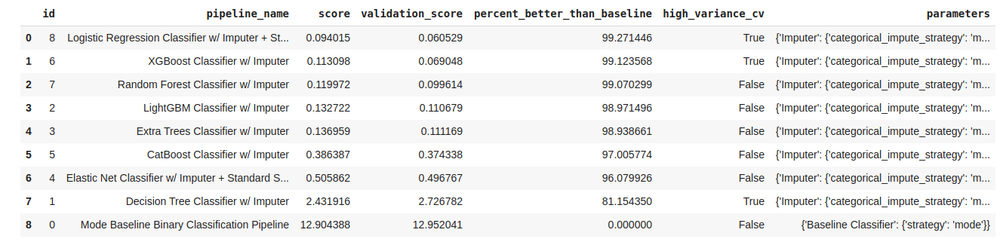 id pipeline_name score validation_score percent_better_than_baseline high_variance_cv parameters
0 8 Logistic Regression Classifier w/ Imputer + St... 0.094015 0.060529 99.271446 True {'Imputer': {'categorical_impute_strategy': 'm...
1 6 XGBoost Classifier w/ Imputer 0.113098 0.069048 99.123568 True {'Imputer': {'categorical_impute_strategy': 'm...
2 7 Random Forest Classifier w/ Imputer 0.119972 0.099614 99.070299 False {'Imputer': {'categorical_impute_strategy': 'm...
3 2 LightGBM Classifier w/ Imputer 0.132722 0.110679 98.971496 False {'Imputer': {'categorical_impute_strategy': 'm...
4 3 Extra Trees Classifier w/ Imputer 0.136959 0.111169 98.938661 False {'Imputer': {'categorical_impute_strategy': 'm...
5 5 CatBoost Classifier w/ Imputer 0.386387 0.374338 97.005774 False {'Imputer': {'categorical_impute_strategy': 'm...
6 4 Elastic Net Classifier w/ Imputer + Standard S... 0.505862 0.496767 96.079926 False {'Imputer': {'categorical_impute_strategy': 'm...
7 1 Decision Tree Classifier w/ Imputer 2.431916 2.726782 81.154350 True {'Imputer': {'categorical_impute_strategy': 'm...
8 0 Mode Baseline Binary Classification Pipeline 12.904388 12.952041 0.000000 False {'Baseline Classifier': {'strategy': 'mode'}}